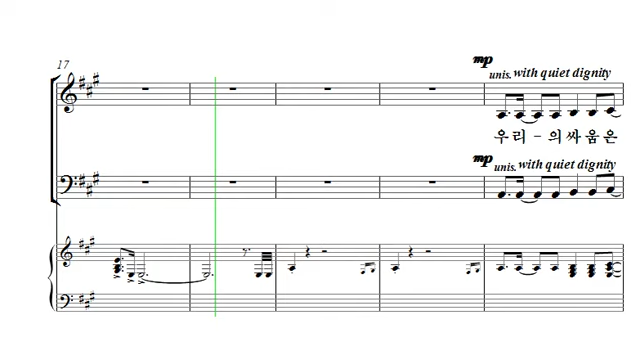 17
mp
unis. with quiet dignity
우리 - 의싸움은
mp
unis. with quiet dignity